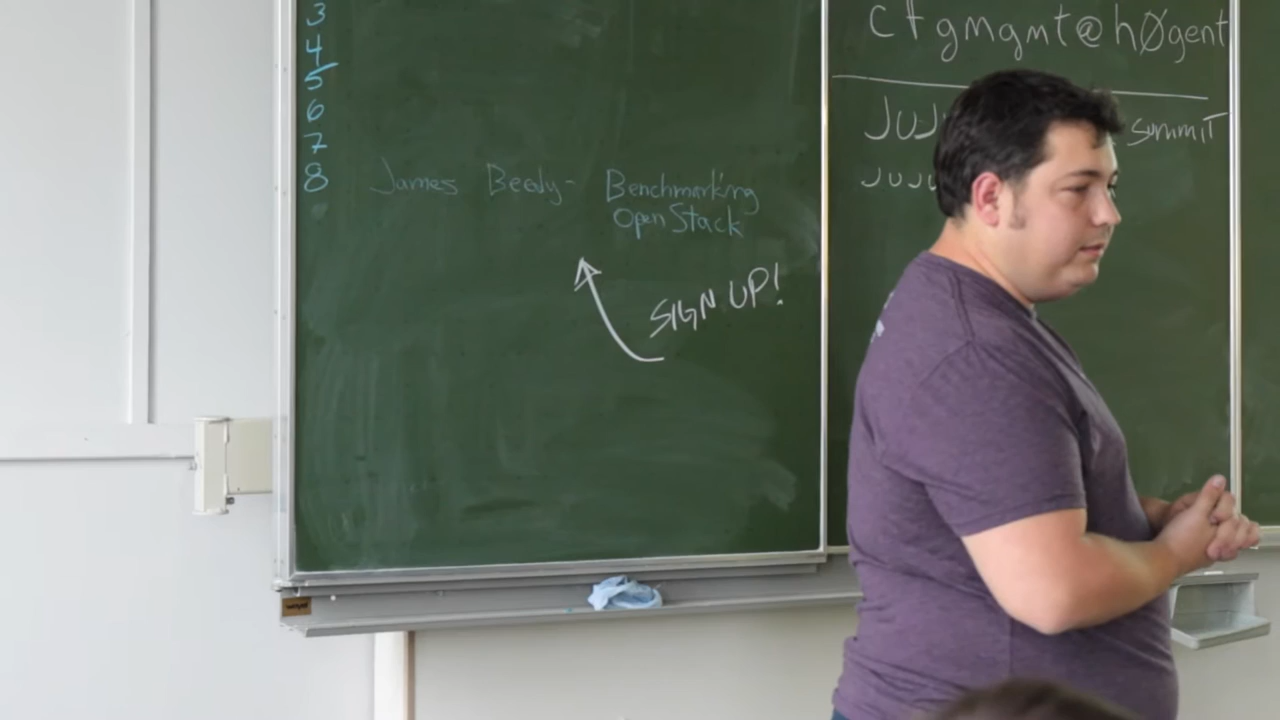 3
4
5
6
7
8 James Beedy - Benchmarking
OpenStack
SIGN UP!
cfgmgmt@hØgent
JUJU SUMMIT
JUJU